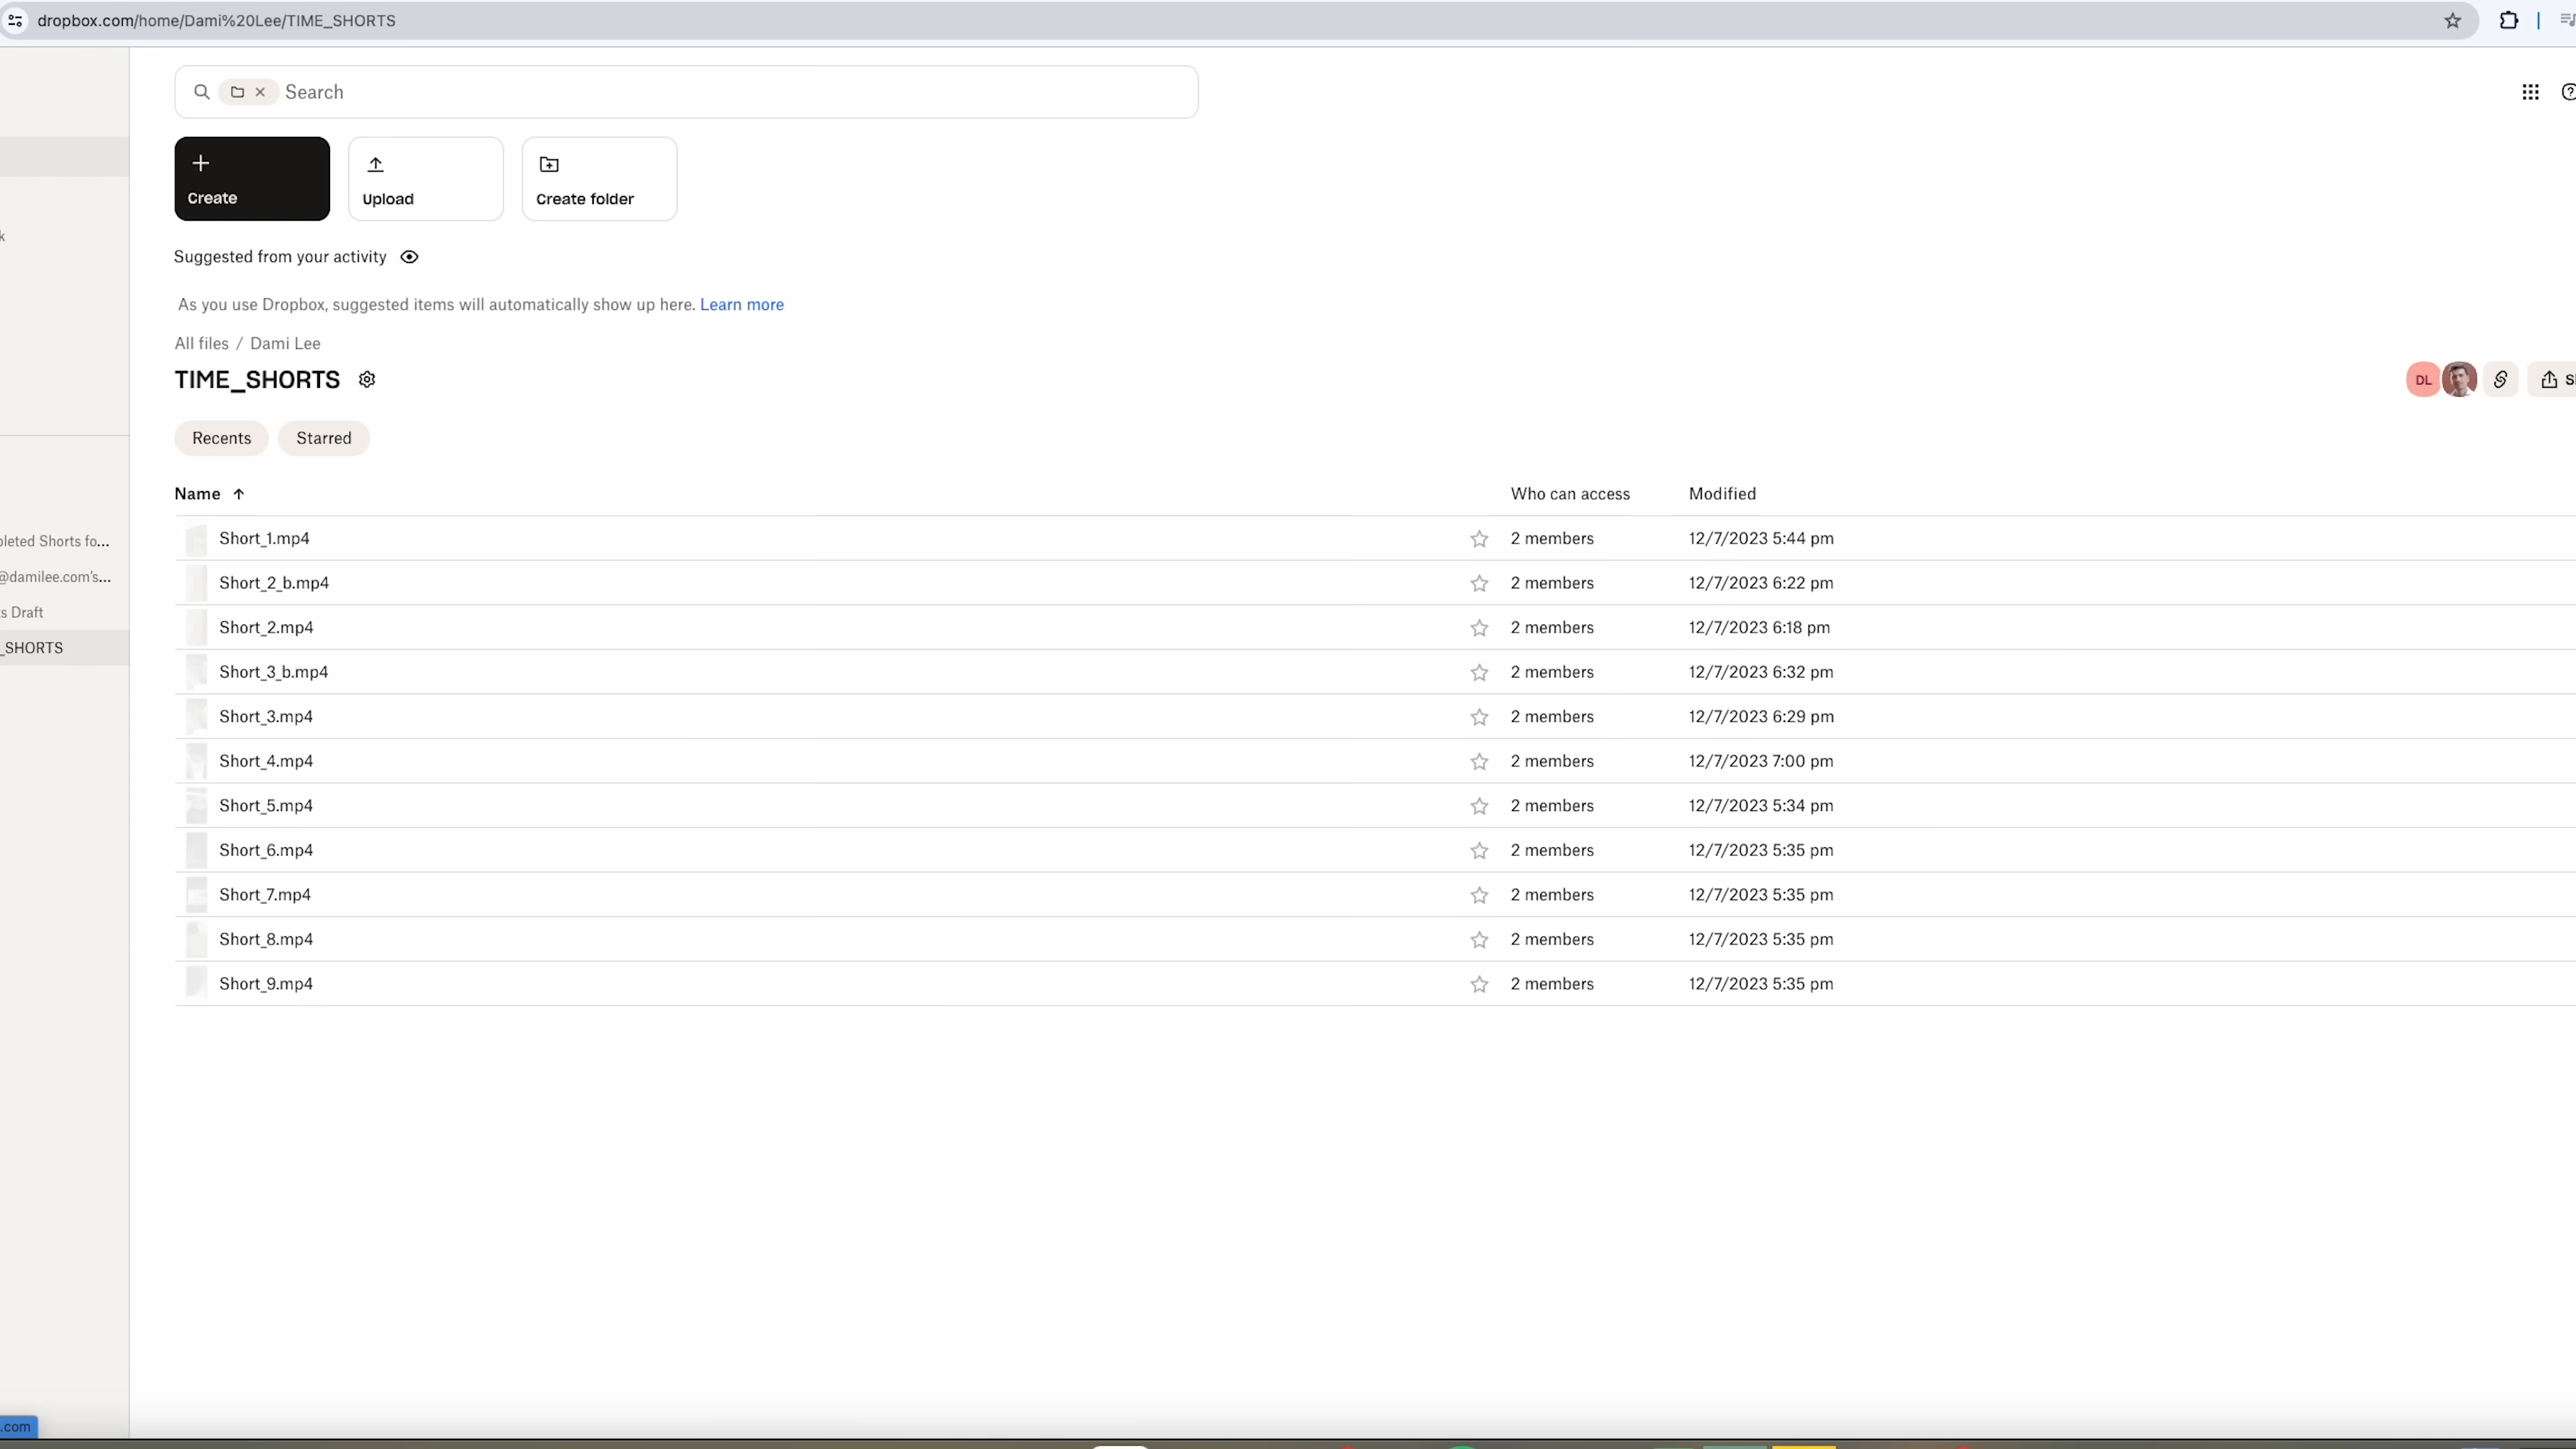 dropbox.com/home/Dami%20Lee/TIME_SHORTS
Search
Create
Upload
Create folder
k
Suggested from your activity
As you use Dropbox, suggested items will automatically show up here. Learn more
All files / Dami Lee
TIME_SHORTS
DL
Recents
Starred
Name
Who can access
Modified
Short_1.mp4 2 members 12/7/2023 5:44 pm
pleted Shorts fo...
Short_2_b.mp4 2 members 12/7/2023 6:22 pm
@damilee.com's...
s Draft
Short_2.mp4 2 members 12/7/2023 6:18 pm
_SHORTS
Short_3_b.mp4 2 members 12/7/2023 6:32 pm
Short_3.mp4 2 members 12/7/2023 6:29 pm
Short_4.mp4 2 members 12/7/2023 7:00 pm
Short_5.mp4 2 members 12/7/2023 5:34 pm
Short_6.mp4 2 members 12/7/2023 5:35 pm
Short_7.mp4 2 members 12/7/2023 5:35 pm
Short_8.mp4 2 members 12/7/2023 5:35 pm
Short_9.mp4 2 members 12/7/2023 5:35 pm
.com